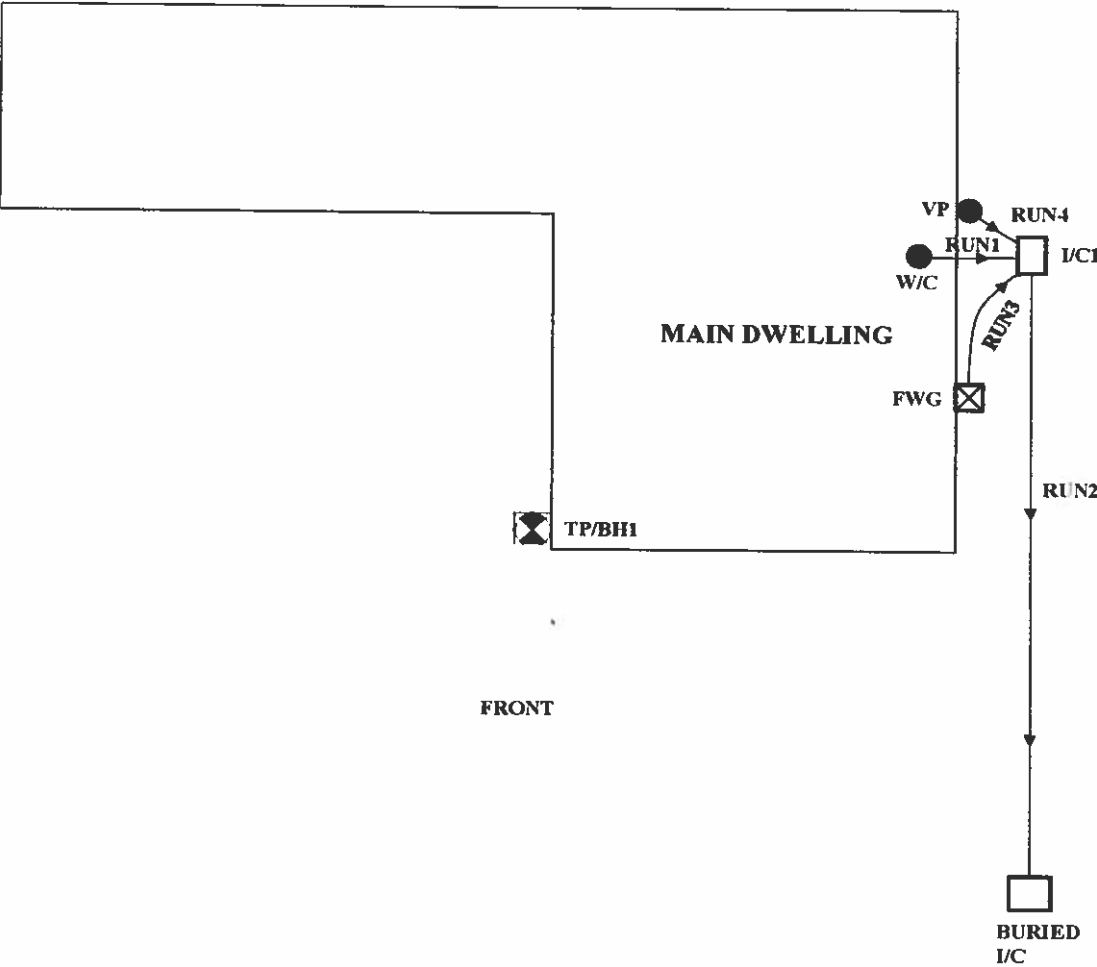 VP
RUN4
RUN1
I/C1
W/C
RUN3
MAIN DWELLING
FWG
RUN2
TP/BH1
FRONT
BURIED
I/C